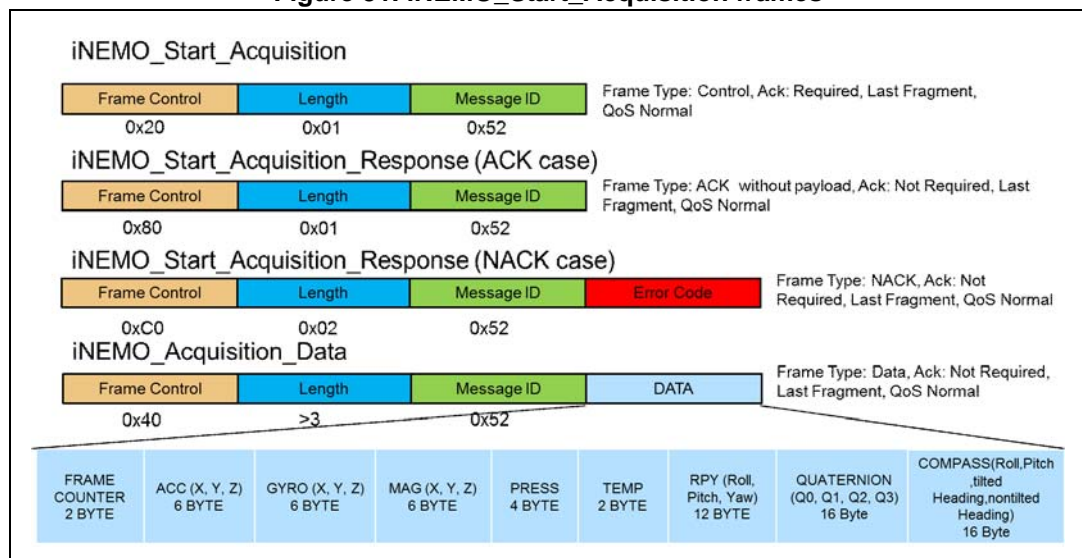 Figure 31. iNEMO_Start_Acquisition frames
iNEMO_Start_Acquisition
Frame Control Length Message ID
0x20 0x01 0x52
Frame Type: Control, Ack: Required, Last Fragment,
QoS Normal
iNEMO_Start_Acquisition_Response (ACK case)
Frame Control Length Message ID
0x80 0x01 0x52
Frame Type: ACK without payload, Ack: Not Required, Last
Fragment, QoS Normal
iNEMO_Start_Acquisition_Response (NACK case)
Frame Control Length Message ID Error Code
0xC0 0x02 0x52
Frame Type: NACK, Ack: Not
Required, Last Fragment, QoS Normal
iNEMO_Acquisition_Data
Frame Control Length Message ID DATA
0x40 >3 0x52
Frame Type: Data, Ack: Not Required,
Last Fragment, QoS Normal
FRAME
COUNTER
2 BYTE
ACC (X, Y, Z)
6 BYTE
GYRO (X, Y, Z)
6 BYTE
MAG (X, Y, Z)
6 BYTE
PRESS
4 BYTE
TEMP
2 BYTE
RPY (Roll,
Pitch, Yaw)
12 BYTE
QUATERNION
(Q0, Q1, Q2, Q3)
16 Byte
COMPASS(Roll,Pitch
,tilted
Heading,nontilted
Heading)
16 Byte